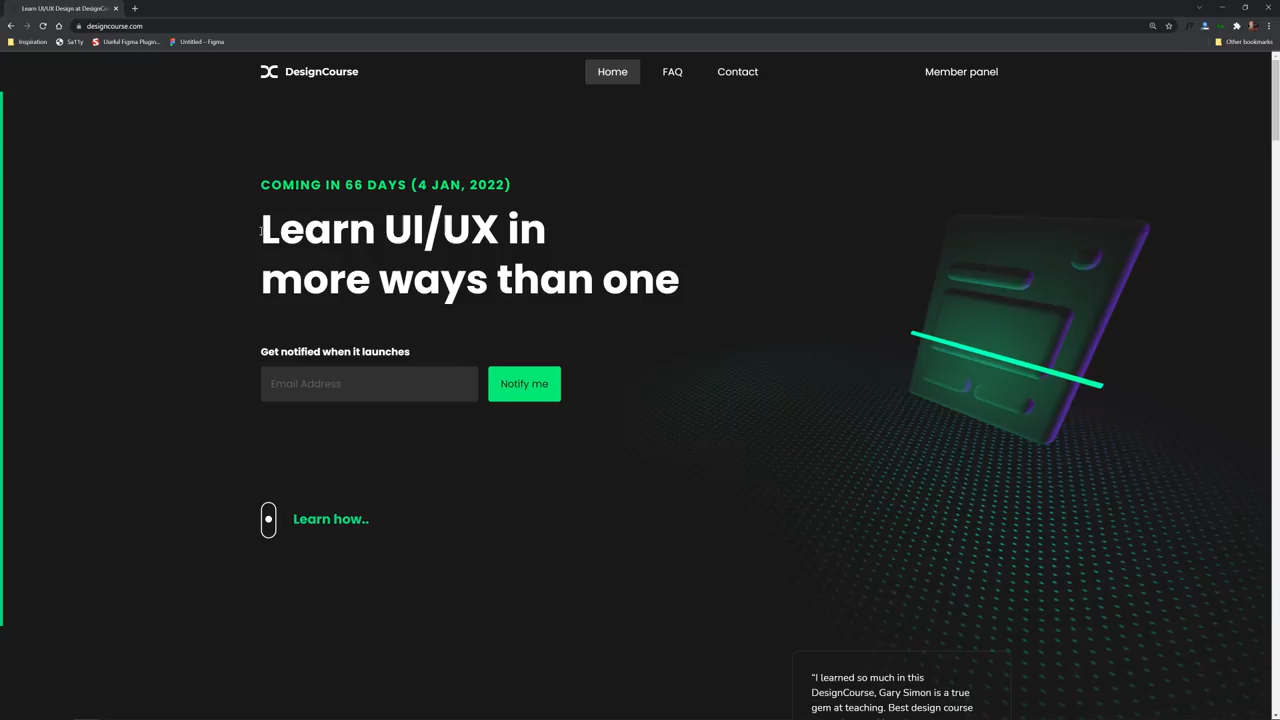 Learn UI/UX Design at DesignCo
designcourse.com
Inspiration
Sa11y
Useful Figma Plugin...
Untitled – Figma
Other bookmarks
DesignCourse
Home
FAQ
Contact
Member panel
COMING IN 66 DAYS (4 JAN, 2022)
Learn UI/UX in
more ways than one
Get notified when it launches
Email Address
Notify me
Learn how..
"I learned so much in this
DesignCourse, Gary Simon is a true
gem at teaching. Best design course